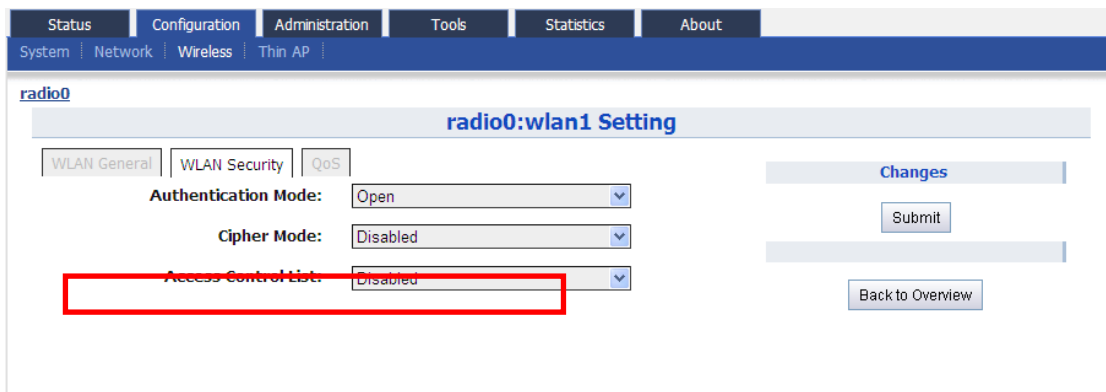 Status Configuration Administration Tools Statistics About
System Network Wireless Thin AP
radio0
radio0:wlan1 Setting
WLAN General WLAN Security QoS
Changes
Authentication Mode: Open
Submit
Cipher Mode: Disabled
Access Control List: Disabled
Back to Overview